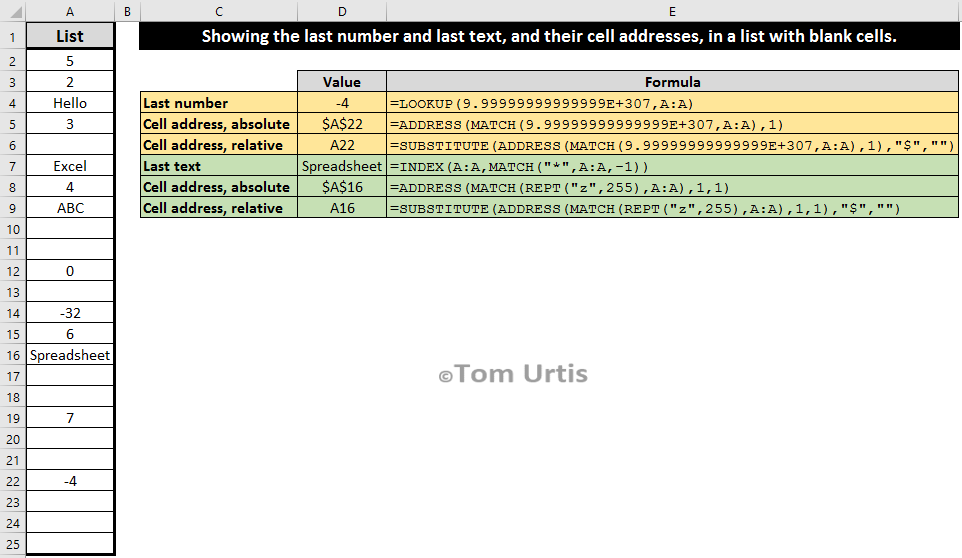 A B C D E
1 List Showing the last number and last text, and their cell addresses, in a list with blank cells.
2 5
3 2 Value Formula
4 Hello Last number -4 =LOOKUP(9.99999999999999E+307,A:A)
5 3 Cell address, absolute $A$22 =ADDRESS(MATCH(9.99999999999999E+307,A:A),1)
6 Cell address, relative A22 =SUBSTITUTE(ADDRESS(MATCH(9.99999999999999E+307,A:A),1),"$","")
7 Excel Last text Spreadsheet =INDEX(A:A,MATCH("*",A:A,-1))
8 4 Cell address, absolute $A$16 =ADDRESS(MATCH(REPT("z",255),A:A),1,1)
9 ABC Cell address, relative A16 =SUBSTITUTE(ADDRESS(MATCH(REPT("z",255),A:A),1,1),"$","")
10
11
12 0
13
14 -32
15 6
16 Spreadsheet
17 ©Tom Urtis
18
19 7
20
21
22 -4
23
24
25